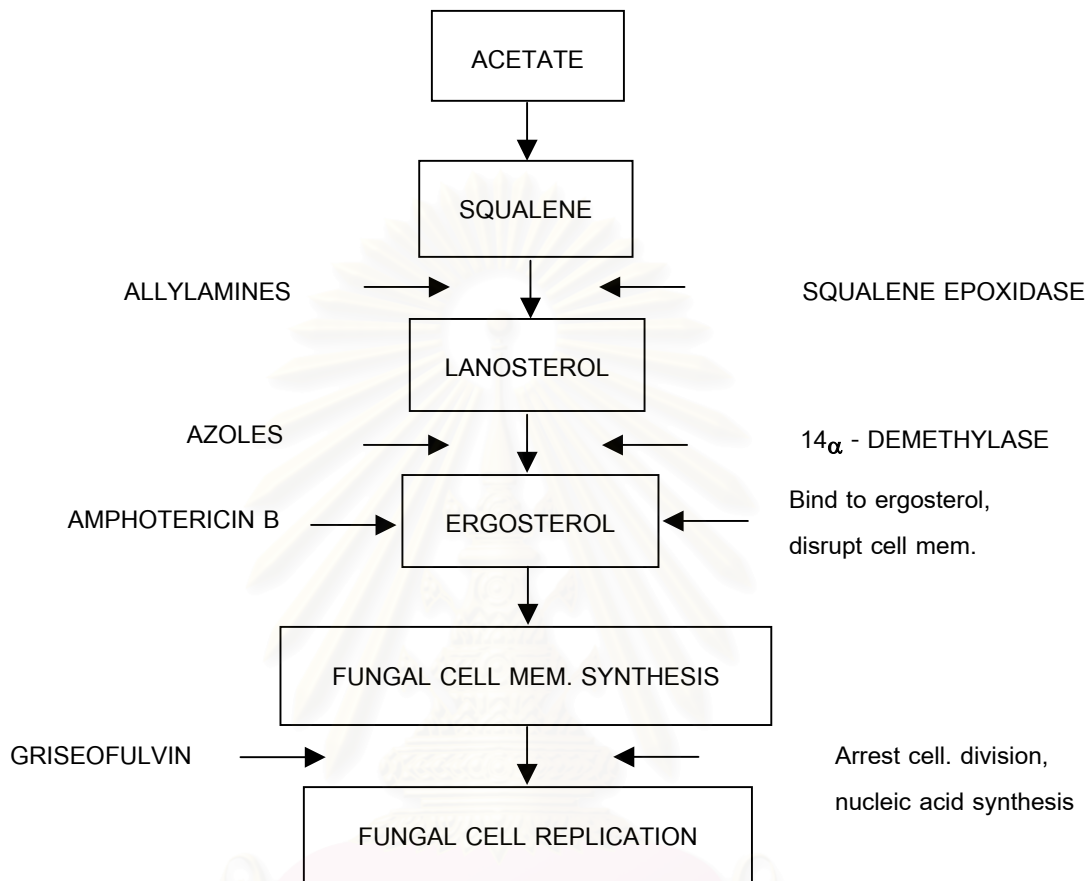 ACETATE
SQUALENE
ALLYLAMINES
SQUALENE EPOXIDASE
LANOSTEROL
AZOLES
14α - DEMETHYLASE
AMPHOTERICIN B
ERGOSTEROL
Bind to ergosterol,
disrupt cell mem.
FUNGAL CELL MEM. SYNTHESIS
GRISEOFULVIN
Arrest cell. division,
nucleic acid synthesis
FUNGAL CELL REPLICATION